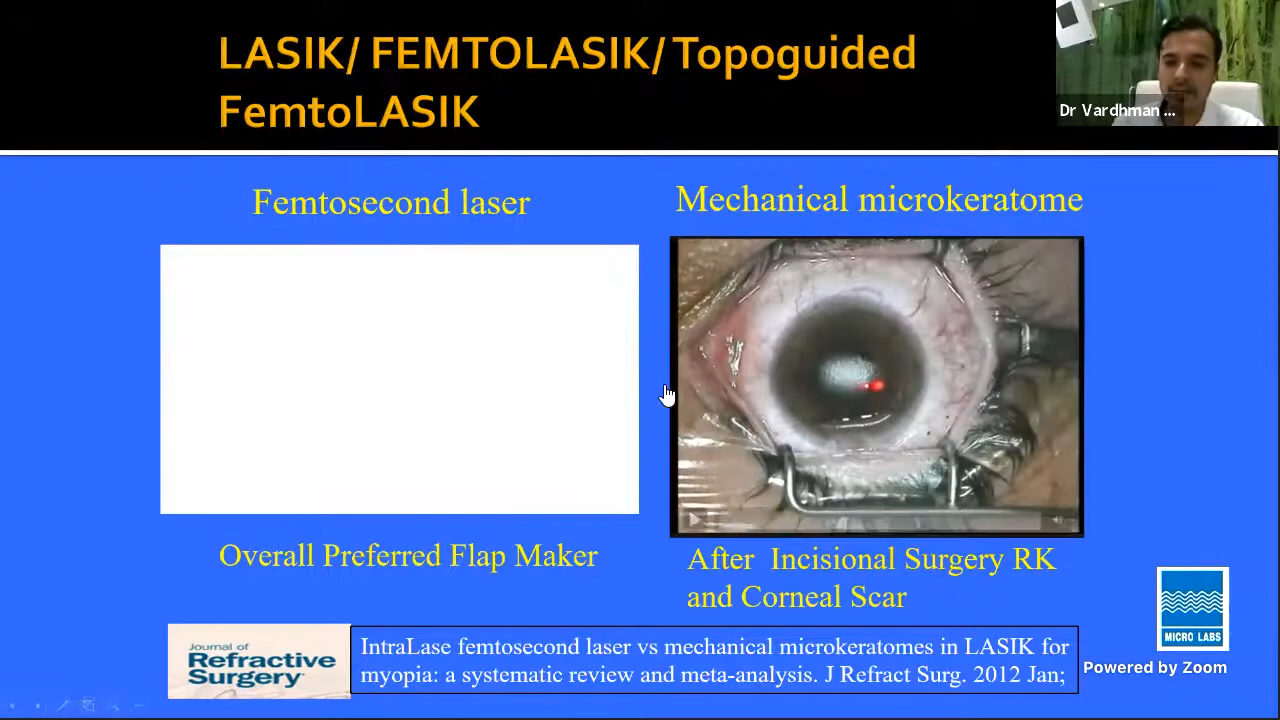 LASIK/ FEMTOLASIK/ Topoguided
FemtoLASIK
Dr Vardhman ...
Femtosecond laser
Mechanical microkeratome
Overall Preferred Flap Maker
After Incisional Surgery RK
and Corneal Scar
Journal of
Refractive
Surgery
IntraLase femtosecond laser vs mechanical microkeratomes in LASIK for
myopia: a systematic review and meta-analysis. J Refract Surg. 2012 Jan;
MICRO LABS
Powered by Zoom